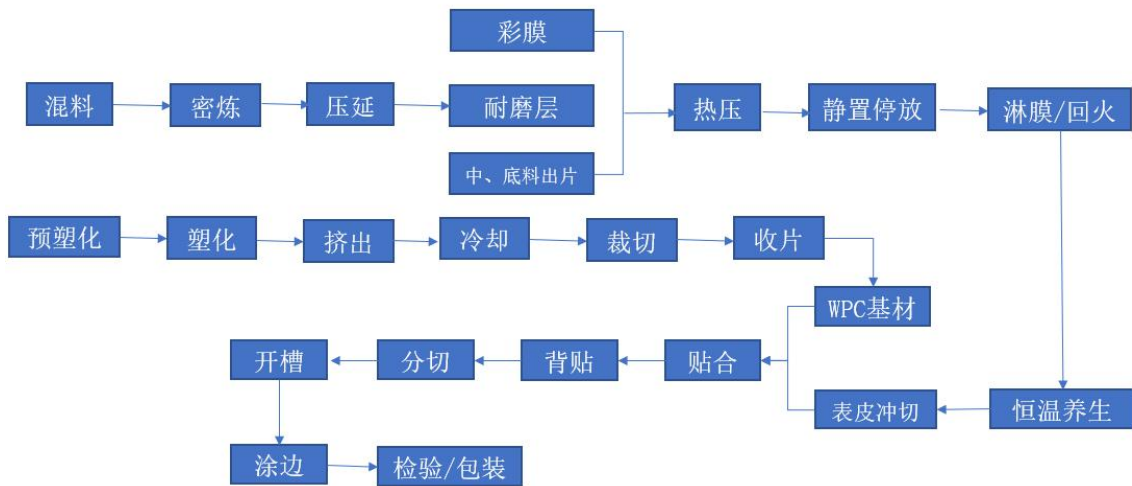 彩膜
混料
密炼
压延
耐磨层
热压
静置停放
淋膜/回火
中、底料出片
预塑化
塑化
挤出
冷却
裁切
收片
WPC基材
开槽
分切
背贴
贴合
表皮冲切
恒温养生
涂边
检验/包装